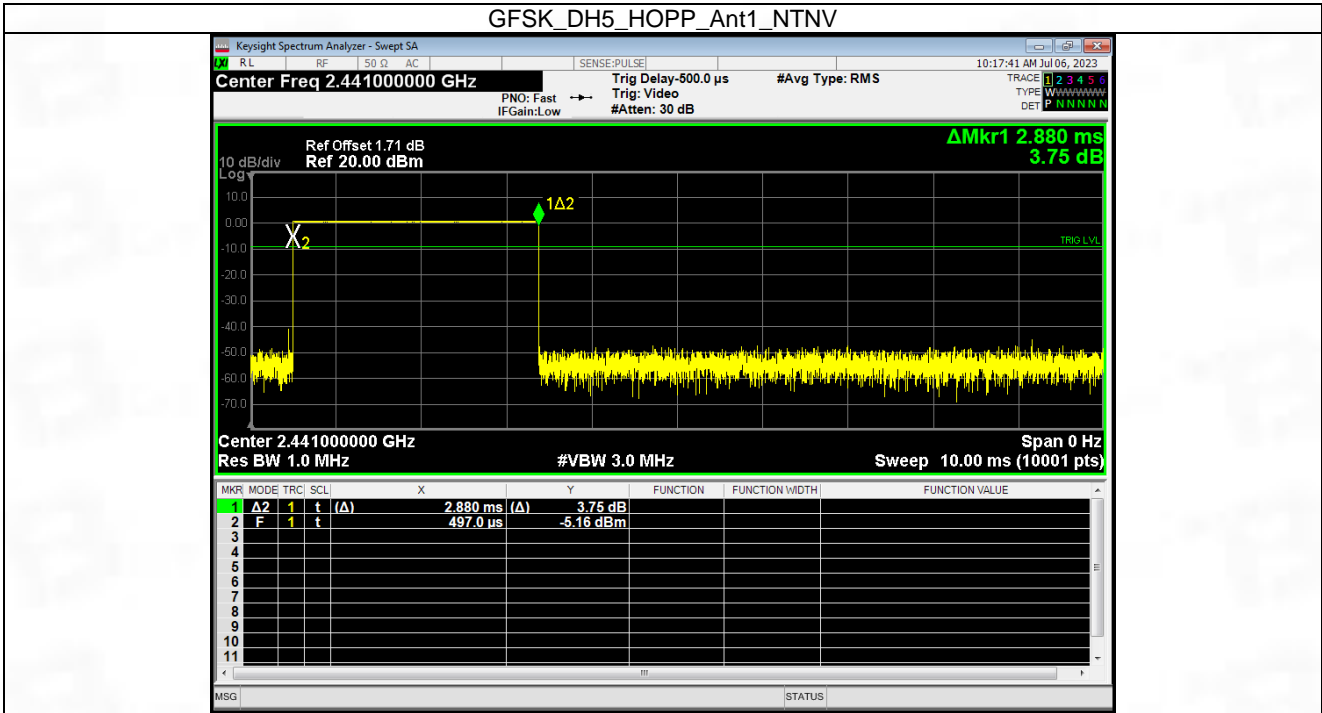 GFSK_DH5_HOPP_Ant1_NTNV
Keysight Spectrum Analyzer - Swept SA
LXI RL RF 50 Ω AC SENSE:PULSE 10:17:41 AM Jul 06, 2023
Center Freq 2.441000000 GHz
PNO: Fast
IFGain:Low
Trig Delay-500.0 µs
Trig: Video
#Atten: 30 dB
#Avg Type: RMS
TRACE 1 2 3 4 5 6
TYPE WWWWWW
DET P N N N N N
ΔMkr1 2.880 ms
3.75 dB
Ref Offset 1.71 dB
10 dB/div Ref 20.00 dBm
Log
10.0
0.00
-10.0
-20.0
-30.0
-40.0
-50.0
-60.0
-70.0
1Δ2
2
TRIG LVL
Center 2.441000000 GHz Span 0 Hz
Res BW 1.0 MHz #VBW 3.0 MHz Sweep 10.00 ms (10001 pts)
MKR MODE TRC SCL X Y FUNCTION FUNCTION WIDTH FUNCTION VALUE
1 Δ2 1 t (Δ) 2.880 ms (Δ) 3.75 dB
2 F 1 t 497.0 µs -5.16 dBm
3
4
5
6
7
8
9
10
11
MSG STATUS